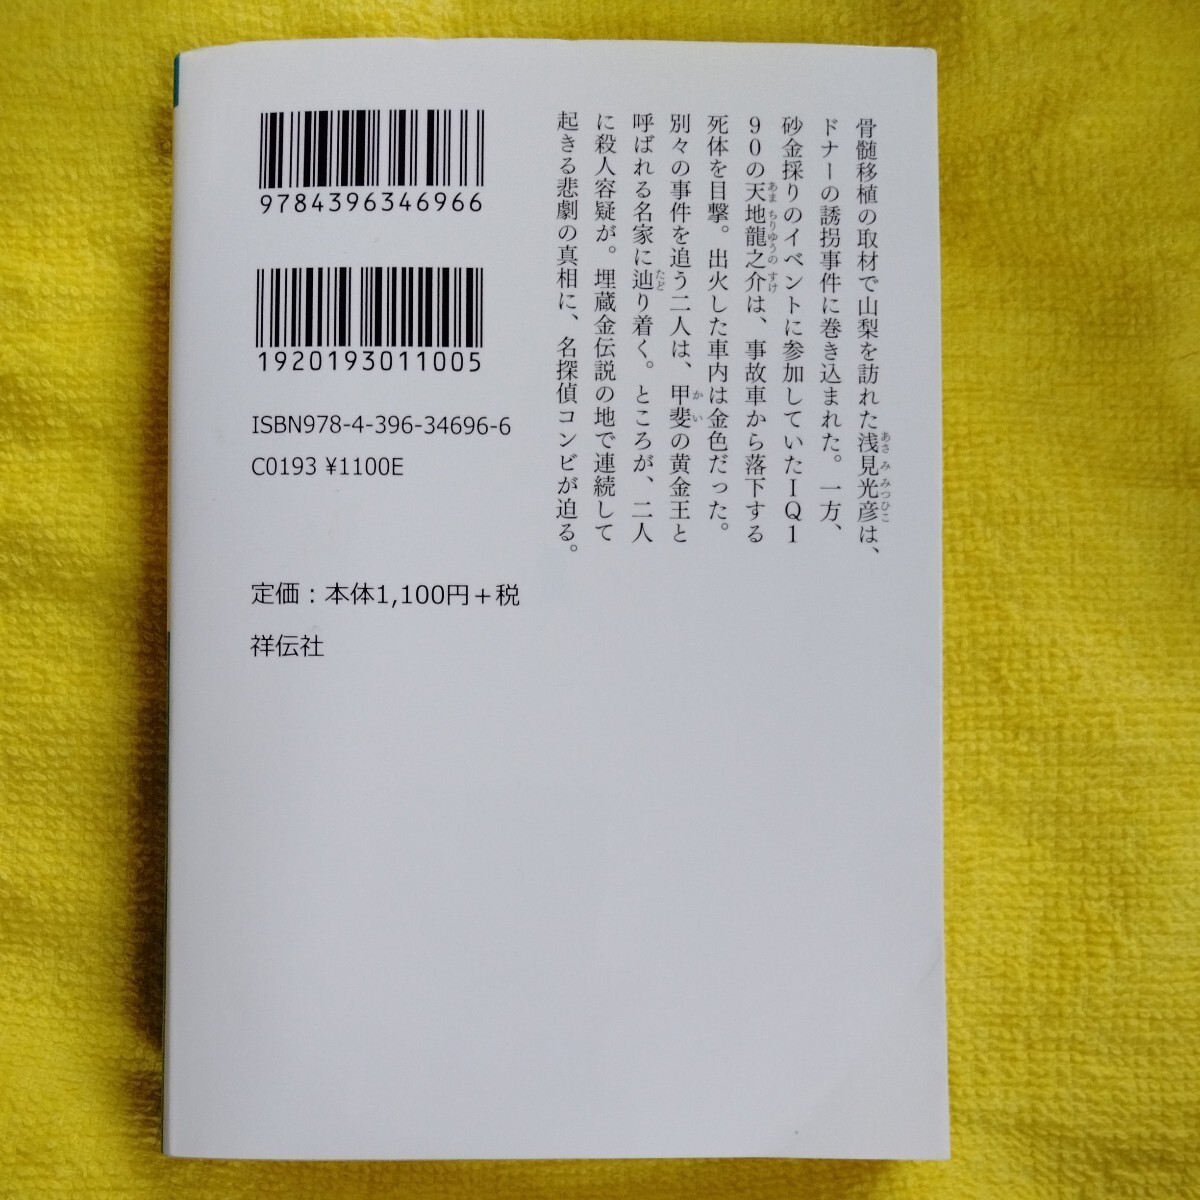 骨髄移植の取材で山梨を訪れた浅見光彦は、
ドナーの誘拐事件に巻き込まれた。一方、
砂金採りのイベントに参加していたＩＱ１
９０の天地龍之介は、事故車から落下する
死体を目撃。出火した車内は金色だった。
別々の事件を追う二人は、甲斐の黄金王と
呼ばれる名家に辿り着く。ところが、二人
に殺人容疑が。埋蔵金伝説の地で連続して
起きる悲劇の真相に、名探偵コンビが迫る。
9784396346966
1920193011005
ISBN978-4-396-34696-6
C0193 ¥1100E
定価：本体1,100円＋税
祥伝社